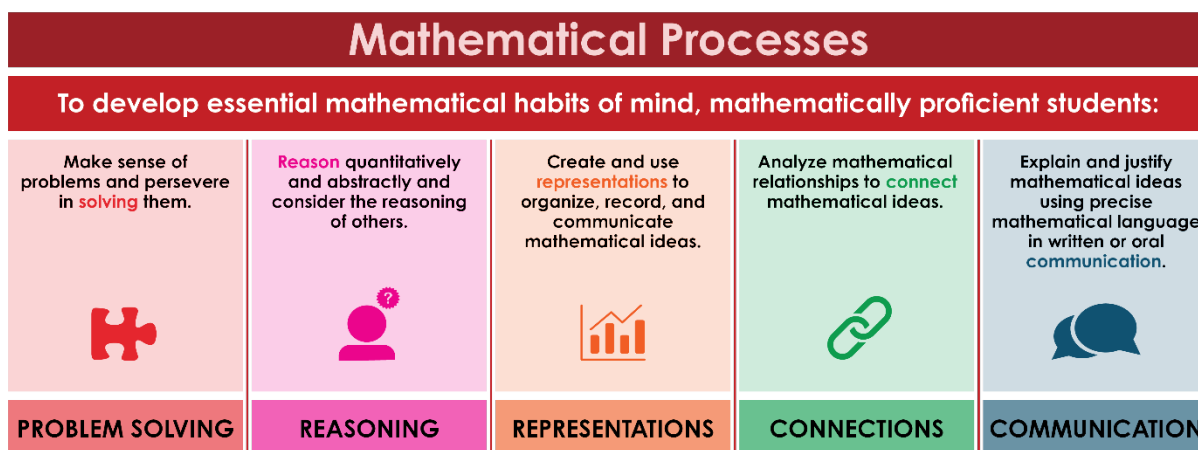 Mathematical Processes
To develop essential mathematical habits of mind, mathematically proficient students:
Make sense of
problems and persevere
in solving them.
PROBLEM SOLVING
Reason quantitatively
and abstractly and
consider the reasoning
of others.
?
REASONING
Create and use
representations to
organize, record, and
communicate
mathematical ideas.
REPRESENTATIONS
Analyze mathematical
relationships to connect
mathematical ideas.
CONNECTIONS
Explain and justify
mathematical ideas
using precise
mathematical language
in written or oral
communication.
COMMUNICATION